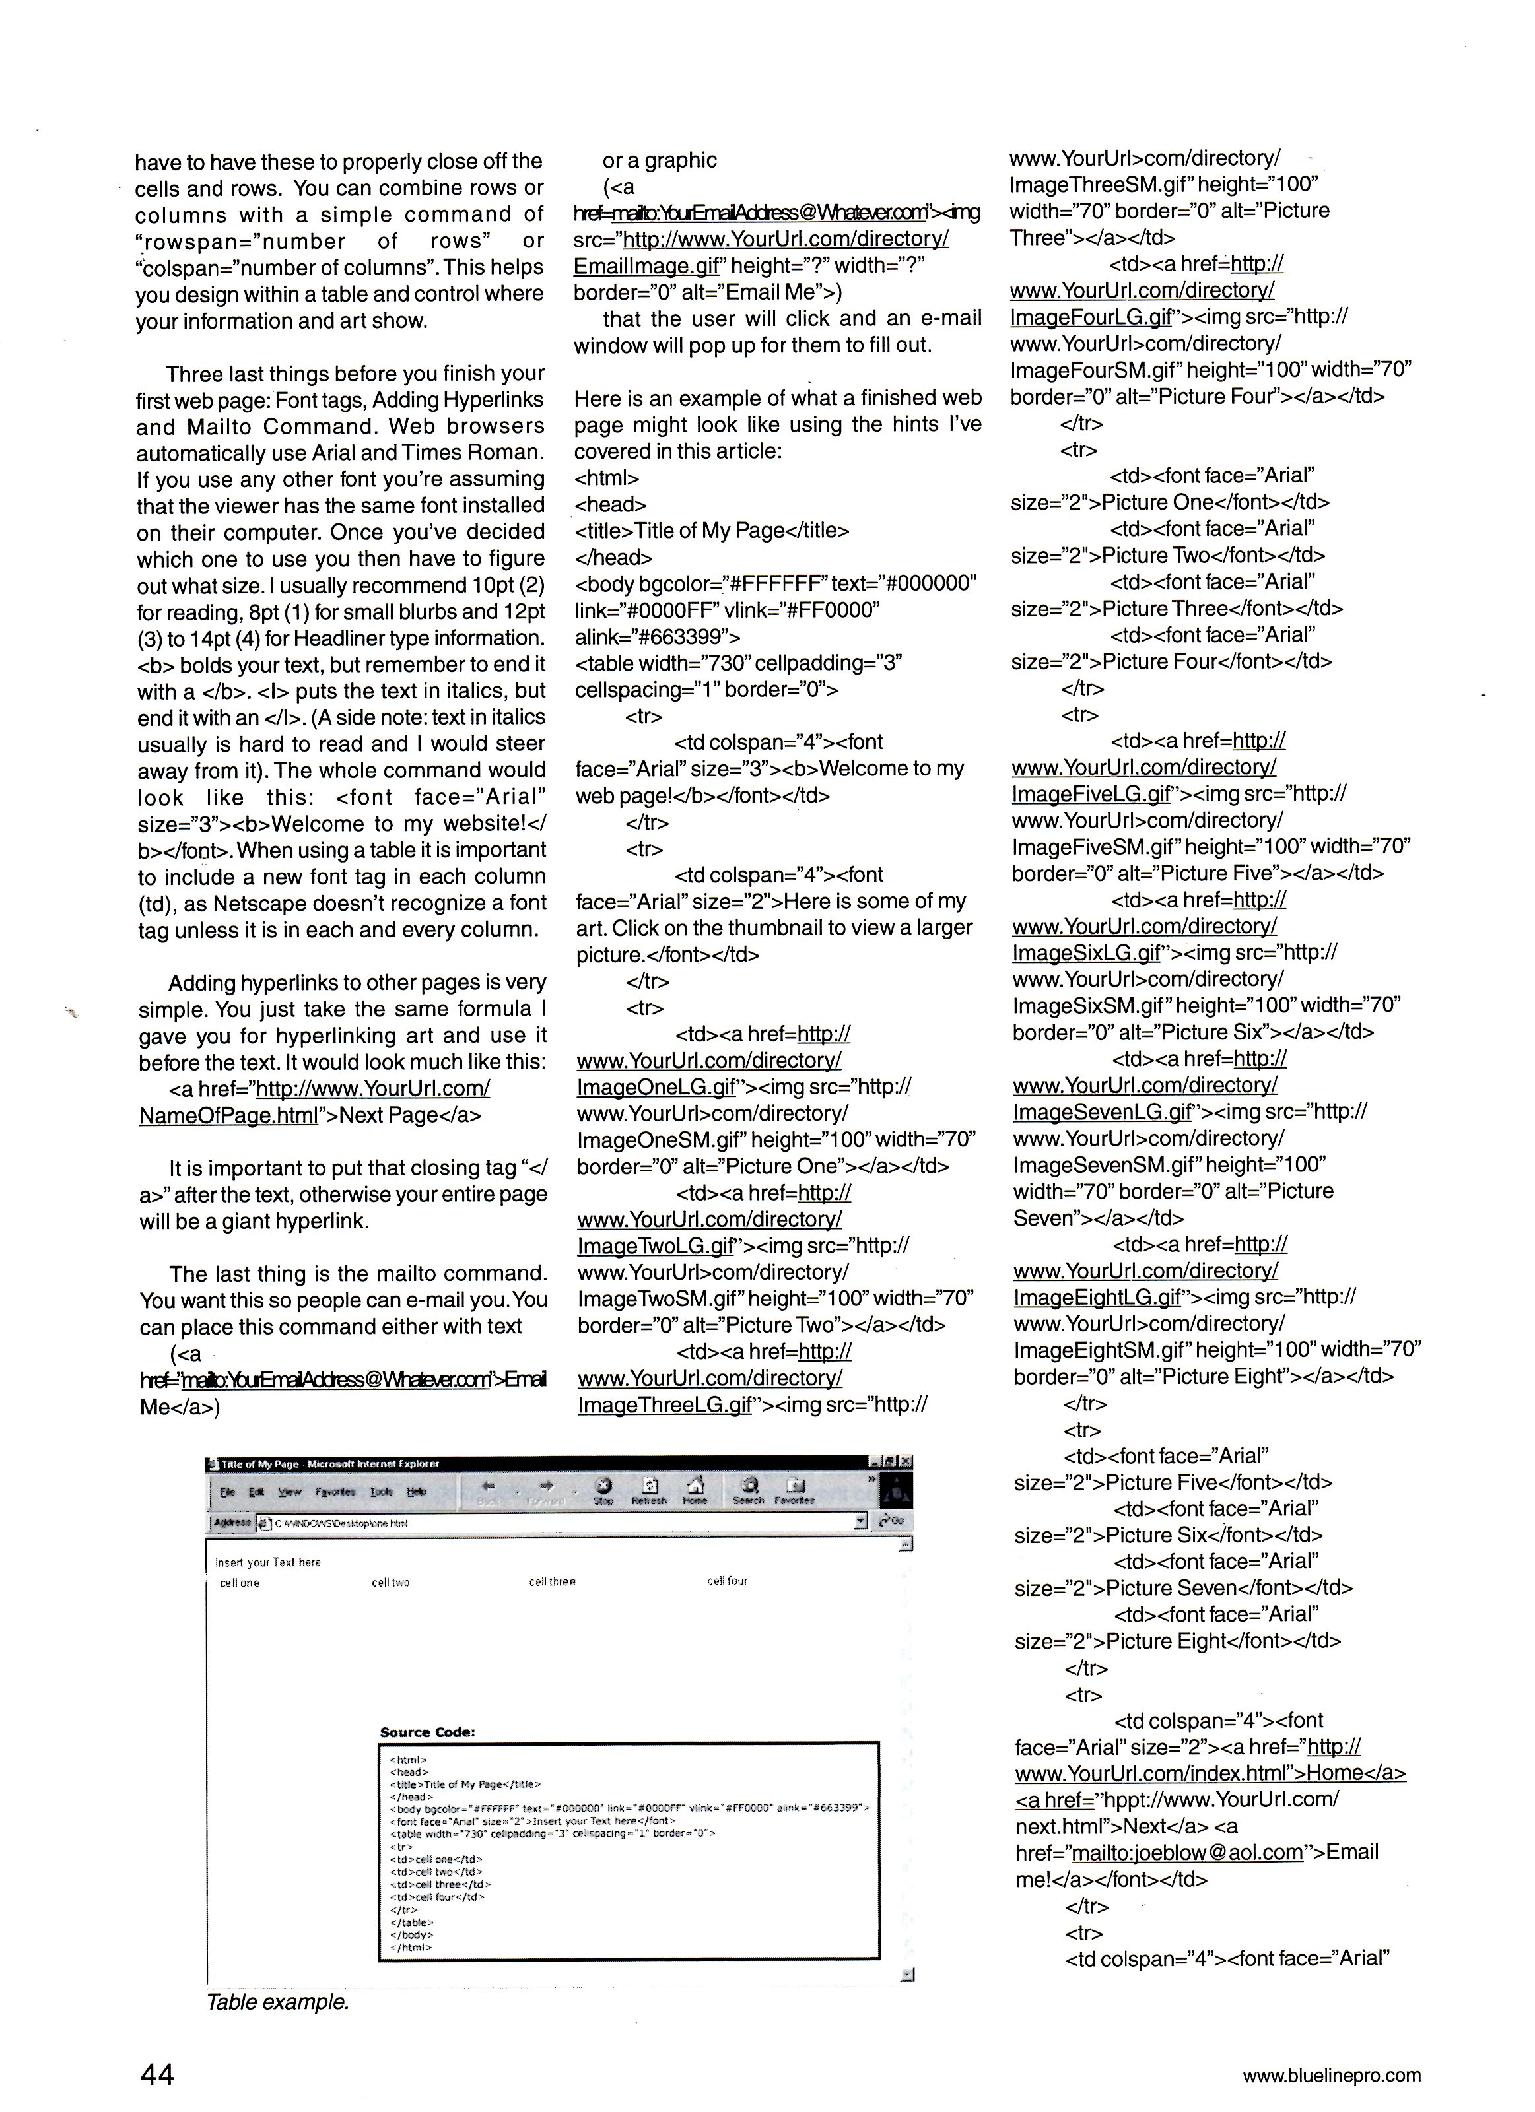 have to have these to properly close off the
cells and rows. You can combine rows or
columns with a simple command of
“rowspan=”number of rows” or
“colspan=”number of columns”. This helps
you design within a table and control where
your information and art show.
Three last things before you finish your
first web page: Font tags, Adding Hyperlinks
and Mailto Command. Web browsers
automatically use Arial and Times Roman.
If you use any other font you’re assuming
that the viewer has the same font installed
on their computer. Once you’ve decided
which one to use you then have to figure
out what size. I usually recommend 10pt (2)
for reading, 8pt (1) for small blurbs and 12pt
(3) to 14pt (4) for Headliner type information.
<b> bolds your text, but remember to end it
with a </b>. <I> puts the text in italics, but
end it with an </I>. (A side note: text in italics
usually is hard to read and I would steer
away from it). The whole command would
look like this: <font face="Arial"
size=”3”><b>Welcome to my website!</
b></font>. When using a table it is important
to include a new font tag in each column
(td), as Netscape doesn’t recognize a font
tag unless it is in each and every column.
Adding hyperlinks to other pages is very
simple. You just take the same formula I
gave you for hyperlinking art and use it
before the text. It would look much like this:
<a href=”http://www.YourUrl.com/
NameOfPage.html”>Next Page</a>
It is important to put that closing tag “</
a>” after the text, otherwise your entire page
will be a giant hyperlink.
The last thing is the mailto command.
You want this so people can e-mail you. You
can place this command either with text
(<a
href=”mailto:YourEmailAddress@Whatever.com”>Email
Me</a>)
or a graphic
(<a
href=mailto:YourEmailAddress@Whatever.com”><img
src=”http://www.YourUrl.com/directory/
EmailImage.gif” height=”?” width=”?”
border=”0” alt=”Email Me”>)
that the user will click and an e-mail
window will pop up for them to fill out.
Here is an example of what a finished web
page might look like using the hints I’ve
covered in this article:
<html>
<head>
<title>Title of My Page</title>
</head>
<body bgcolor=”#FFFFFF” text=”#000000"
link=”#0000FF” vlink=”#FF0000”
alink=”#663399”>
<table width=”730” cellpadding=”3”
cellspacing=”1" border=”0”>
<tr>
<td colspan=”4”><font
face=”Arial” size=”3”><b>Welcome to my
web page!</b></font></td>
</tr>
<tr>
<td colspan=”4”><font
face=”Arial” size=”2">Here is some of my
art. Click on the thumbnail to view a larger
picture.</font></td>
</tr>
<tr>
<td><a href=http://
www.YourUrl.com/directory/
ImageOneLG.gif”><img src=”http://
www.YourUrl>com/directory/
ImageOneSM.gif” height=”100” width=”70”
border=”0” alt=”Picture One”></a></td>
<td><a href=http://
www.YourUrl.com/directory/
ImageTwoLG.gif”><img src=”http://
www.YourUrl>com/directory/
ImageTwoSM.gif” height=”100” width=”70”
border=”0” alt=”Picture Two”></a></td>
<td><a href=http://
www.YourUrl.com/directory/
ImageThreeLG.gif”><img src=”http://
www.YourUrl>com/directory/
ImageThreeSM.gif” height=”100”
width=”70” border=”0” alt=”Picture
Three”></a></td>
<td><a href=http://
www.YourUrl.com/directory/
ImageFourLG.gif”><img src=”http://
www.YourUrl>com/directory/
ImageFourSM.gif” height=”100” width=”70”
border=”0” alt=”Picture Four”></a></td>
</tr>
<tr>
<td><font face=”Arial”
size=”2">Picture One</font></td>
<td><font face=”Arial”
size=”2”>Picture Two</font></td>
<td><font face=”Arial”
size=”2”>Picture Three</font></td>
<td><font face=”Arial”
size=”2”>Picture Four</font></td>
</tr>
<tr>
<td><a href=http://
www.YourUrl.com/directory/
ImageFiveLG.gif”><img src=”http://
www.YourUrl>com/directory/
ImageFiveSM.gif” height=”100” width=”70”
border=”0” alt=”Picture Five”></a></td>
<td><a href=http://
www.YourUrl.com/directory/
ImageSixLG.gif”><img src=”http://
www.YourUrl>com/directory/
ImageSixSM.gif” height=”100” width=”70”
border=”0” alt=”Picture Six”></a></td>
<td><a href=http://
www.YourUrl.com/directory/
ImageSevenLG.gif”><img src=”http://
www.YourUrl>com/directory/
ImageSevenSM.gif” height=”100”
width=”70” border=”0” alt=”Picture
Seven”></a></td>
<td><a href=http://
www.YourUrl.com/directory/
ImageEightLG.gif”><img src=”http://
www.YourUrl>com/directory/
ImageEightSM.gif” height=”100” width=”70”
border=”0” alt=”Picture Eight”></a></td>
</tr>
<tr>
<td><font face=”Arial”
size=”2”>Picture Five</font></td>
<td><font face=”Arial”
size=”2”>Picture Six</font></td>
<td><font face=”Arial”
size=”2”>Picture Seven</font></td>
<td><font face=”Arial”
size=”2”>Picture Eight</font></td>
</tr>
<tr>
<td colspan=”4”><font
face=”Arial” size=”2”><a href=”http://
www.YourUrl.com/index.html”>Home</a>
<a href=”hppt://www.YourUrl.com/
next.html”>Next</a> <a
href=”mailto:joeblow@aol.com”>Email
me!</a></font></td>
</tr>
<tr>
<td colspan=”4"><font face=”Arial”
Title of My Page - Microsoft Internet Explorer
File Edit View Favorites Tools Help
Back Forward Stop Refresh Home Search Favorites
Address C:\WINDOWS\Desktop\one.html Go
Insert your Text here
cell one cell two cell three cell four
Source Code:
<html>
<head>
<title>Title of My Page</title>
</head>
<body bgcolor="#FFFFFF" text="#000000" link="#0000FF" vlink="#FF0000" alink="#663399">
<font face="Arial" size="2">Insert your Text here</font>
<table width="730" cellpadding="3" cellspacing="1" border="0">
<tr>
<td>cell one</td>
<td>cell two</td>
<td>cell three</td>
<td>cell four</td>
</tr>
</table>
</body>
</html>
Table example.
44
www.bluelinepro.com